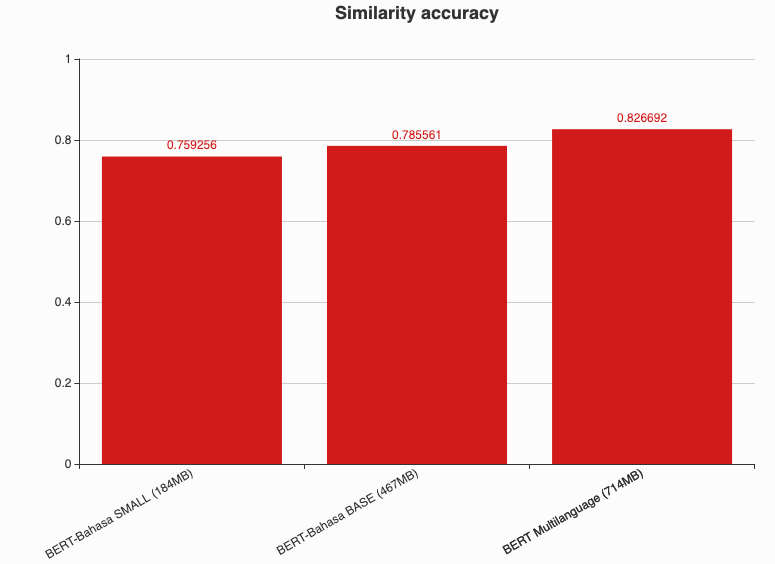 Similarity accuracy
1
0.8
0.6
0.4
0.2
0
0.759256
0.785561
0.826692
BERT-Bahasa SMALL (184MB)
BERT-Bahasa BASE (467MB)
BERT Multilanguage (714MB)